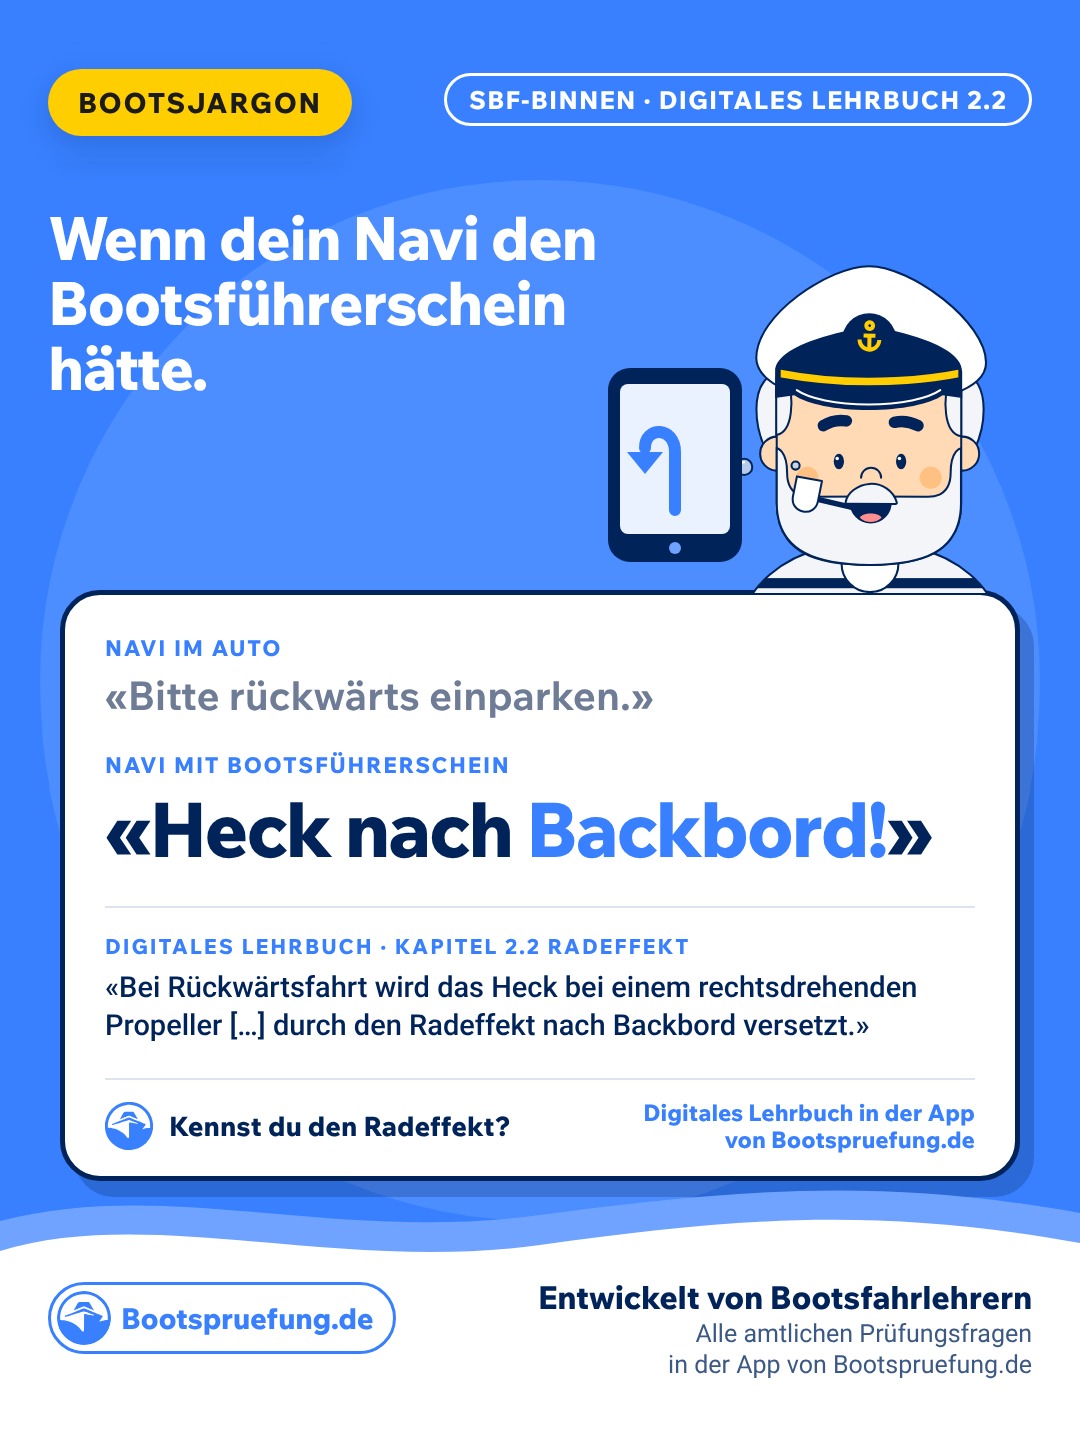 BOOTSJARGON
SBF-BINNEN · DIGITALES LEHRBUCH 2.2
Wenn dein Navi den
Bootsführerschein
hätte.
NAVI IM AUTO
«Bitte rückwärts einparken.»
NAVI MIT BOOTSFÜHRERSCHEIN
«Heck nach Backbord!»
DIGITALES LEHRBUCH · KAPITEL 2.2 RADEFFEKT
«Bei Rückwärtsfahrt wird das Heck bei einem rechtsdrehenden
Propeller [...] durch den Radeffekt nach Backbord versetzt.»
Kennst du den Radeffekt?
Digitales Lehrbuch in der App
von Bootspruefung.de
Bootspruefung.de
Entwickelt von Bootsfahrlehrern
Alle amtlichen Prüfungsfragen
in der App von Bootspruefung.de